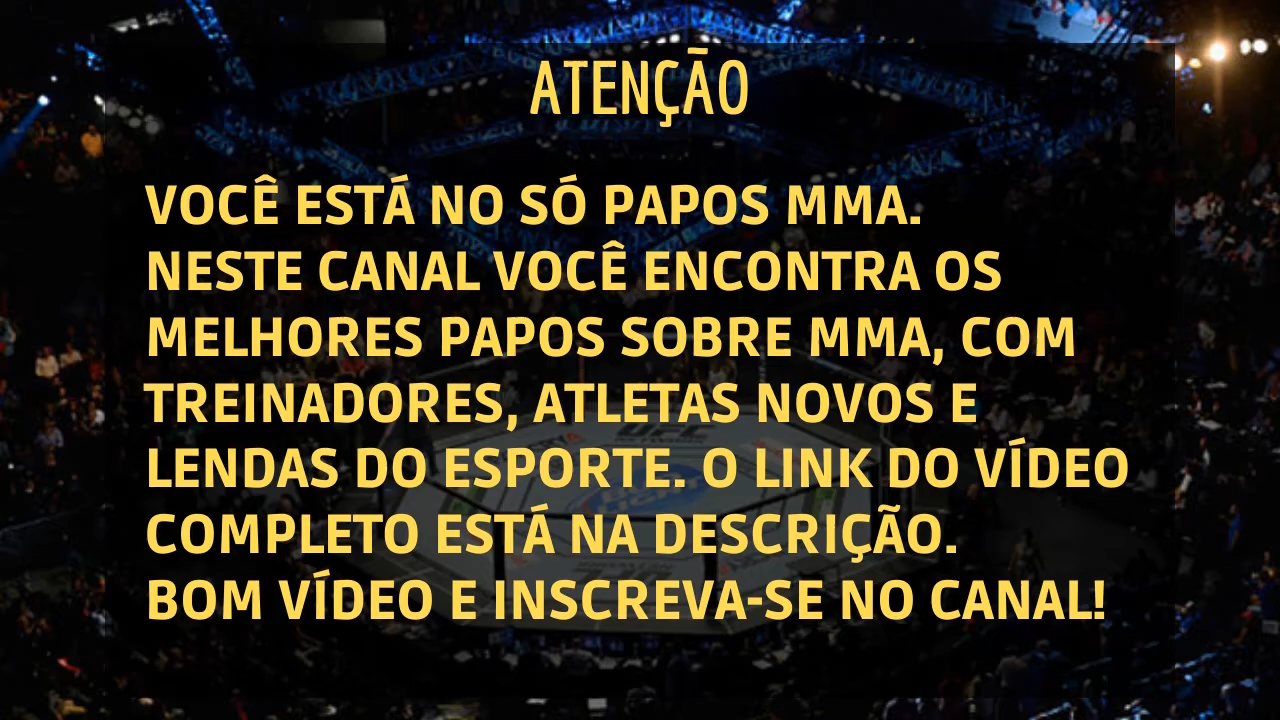 ATENÇÃO
VOCÊ ESTÁ NO SÓ PAPOS MMA.
NESTE CANAL VOCÊ ENCONTRA OS
MELHORES PAPOS SOBRE MMA, COM
TREINADORES, ATLETAS NOVOS E
LENDAS DO ESPORTE. O LINK DO VÍDEO
COMPLETO ESTÁ NA DESCRIÇÃO.
BOM VÍDEO E INSCREVA-SE NO CANAL!